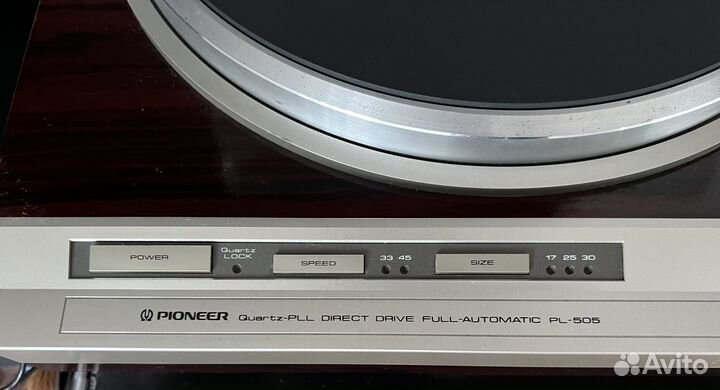 POWER Quartz LOCK SPEED 33 45 SIZE 17 25 30
PIONEER Quartz-PLL DIRECT DRIVE FULL-AUTOMATIC PL-505
Avito